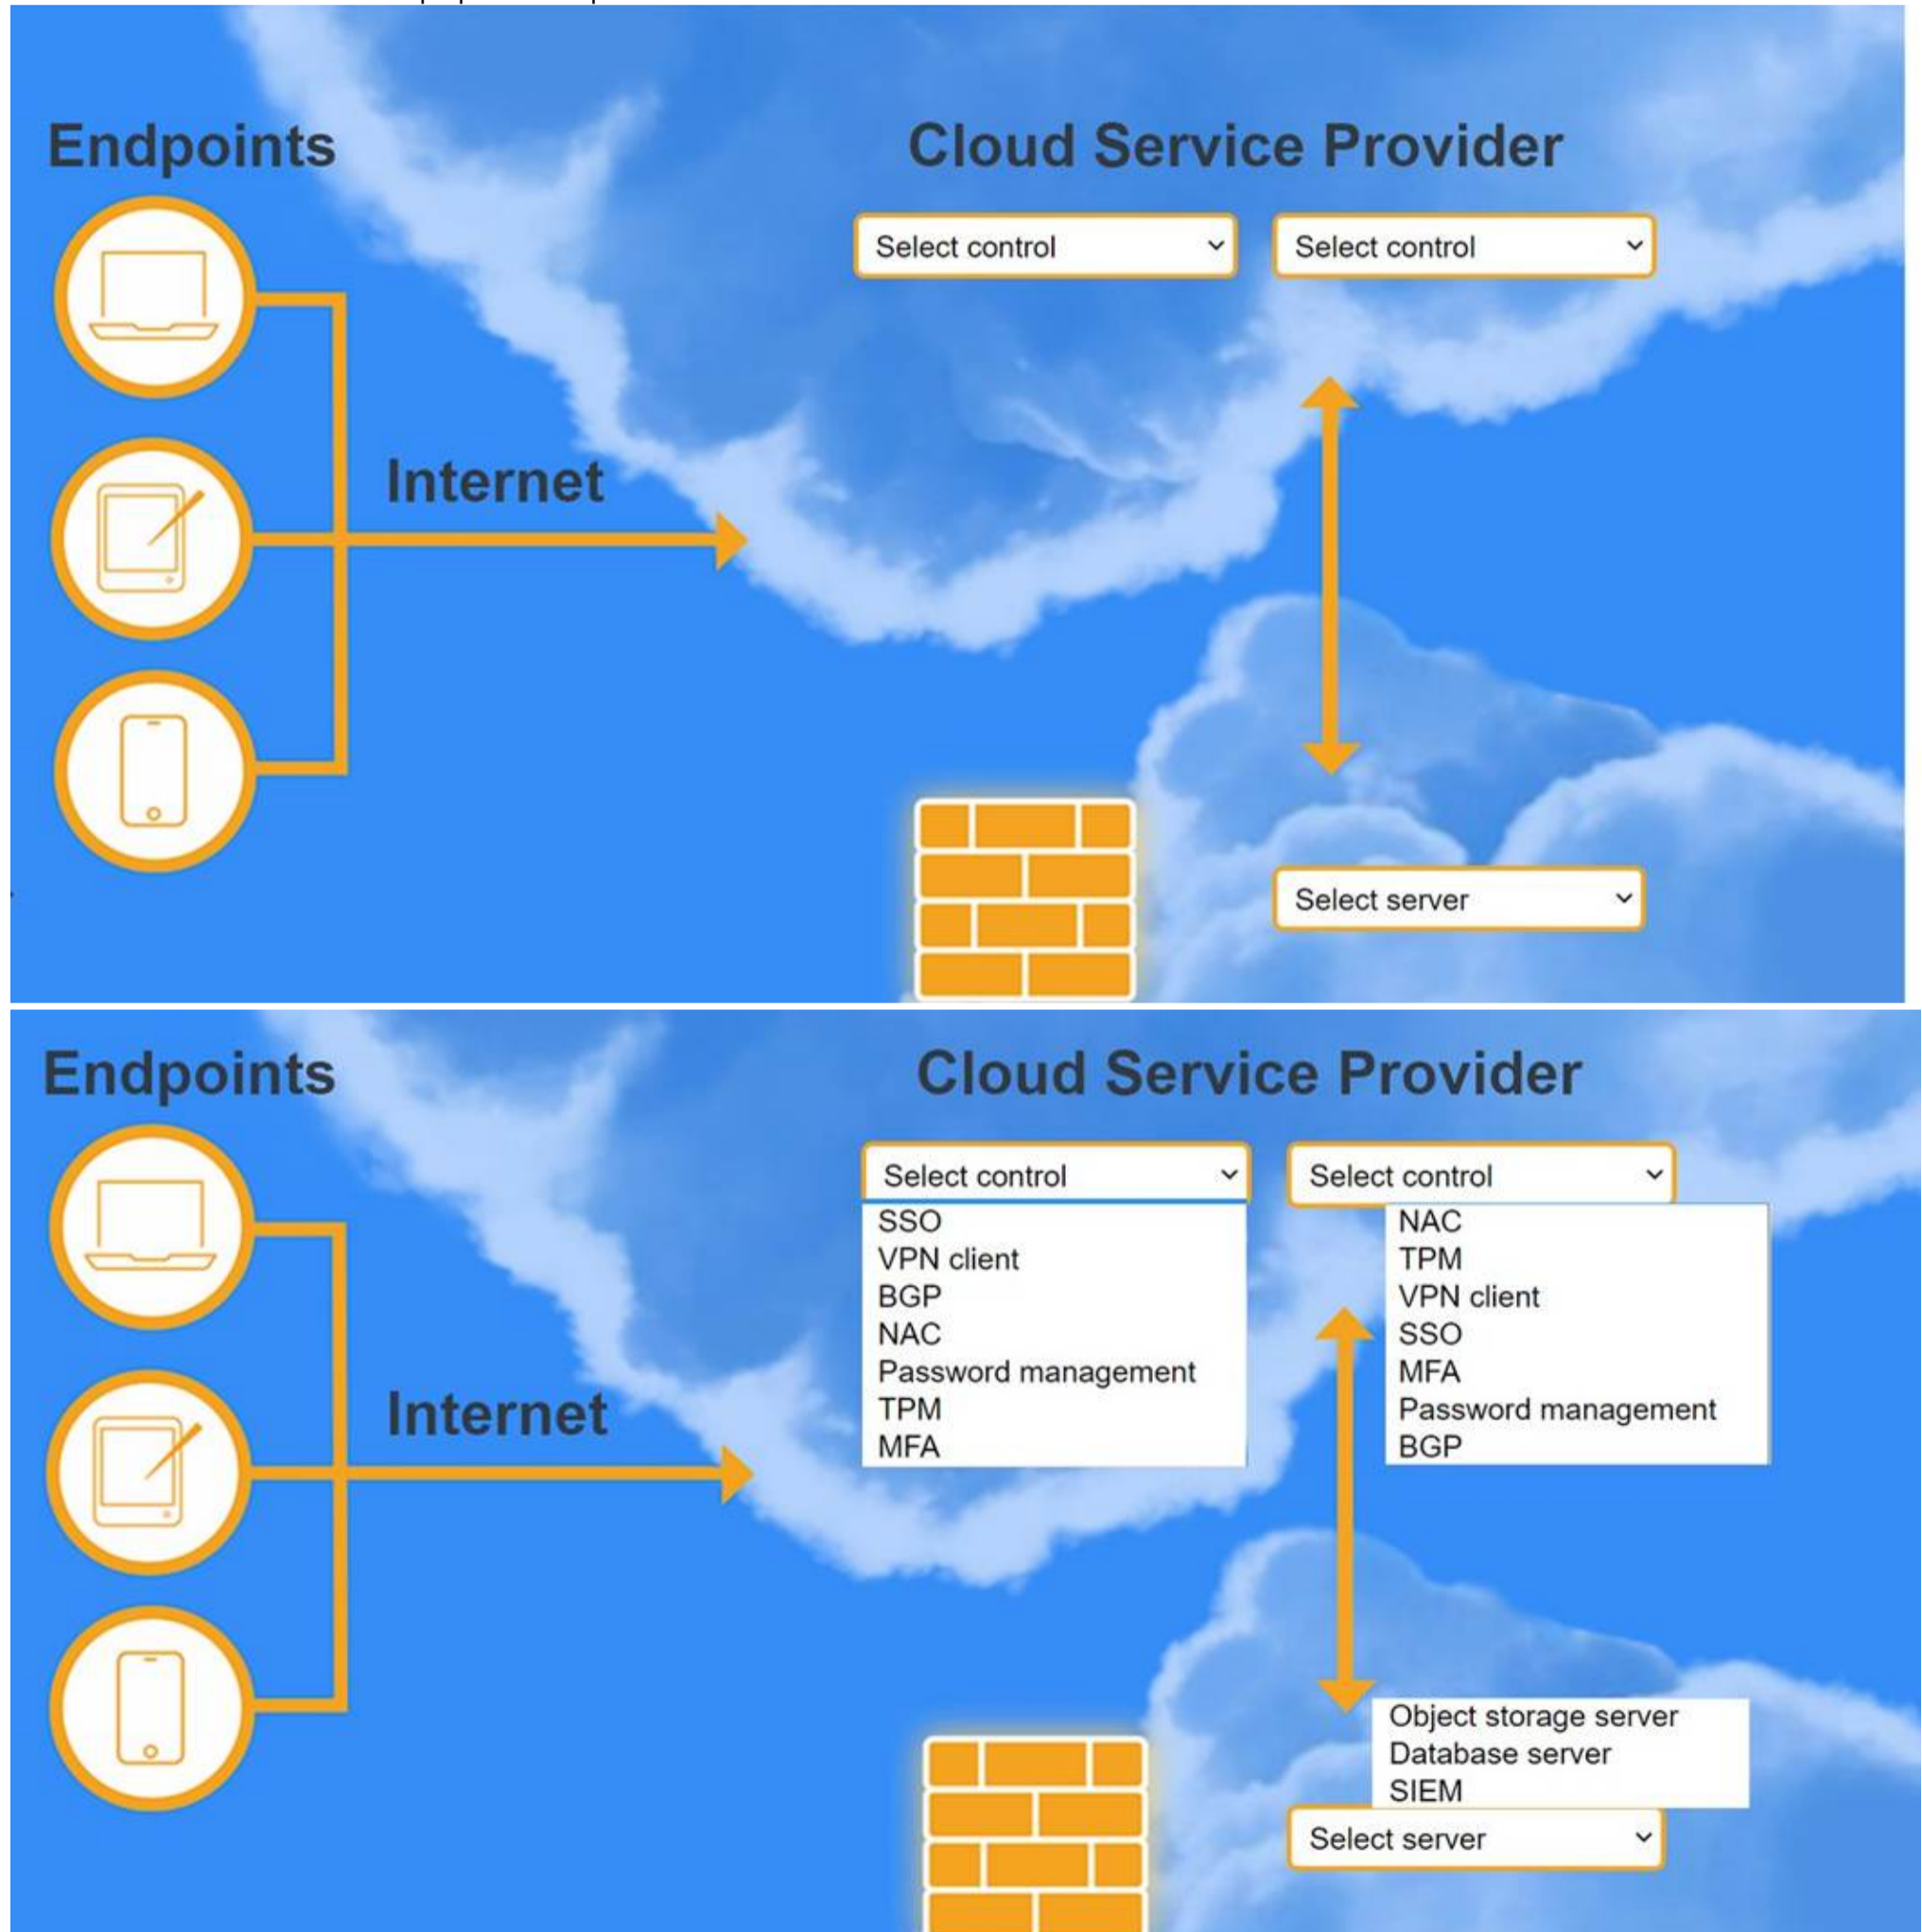 Endpoints
Cloud Service Provider
Select control
Select control
Internet
Select server
Endpoints
Cloud Service Provider
Select control
SSO
VPN client
BGP
NAC
Password management
TPM
MFA
Select control
NAC
TPM
VPN client
SSO
MFA
Password management
BGP
Internet
Object storage server
Database server
SIEM
Select server